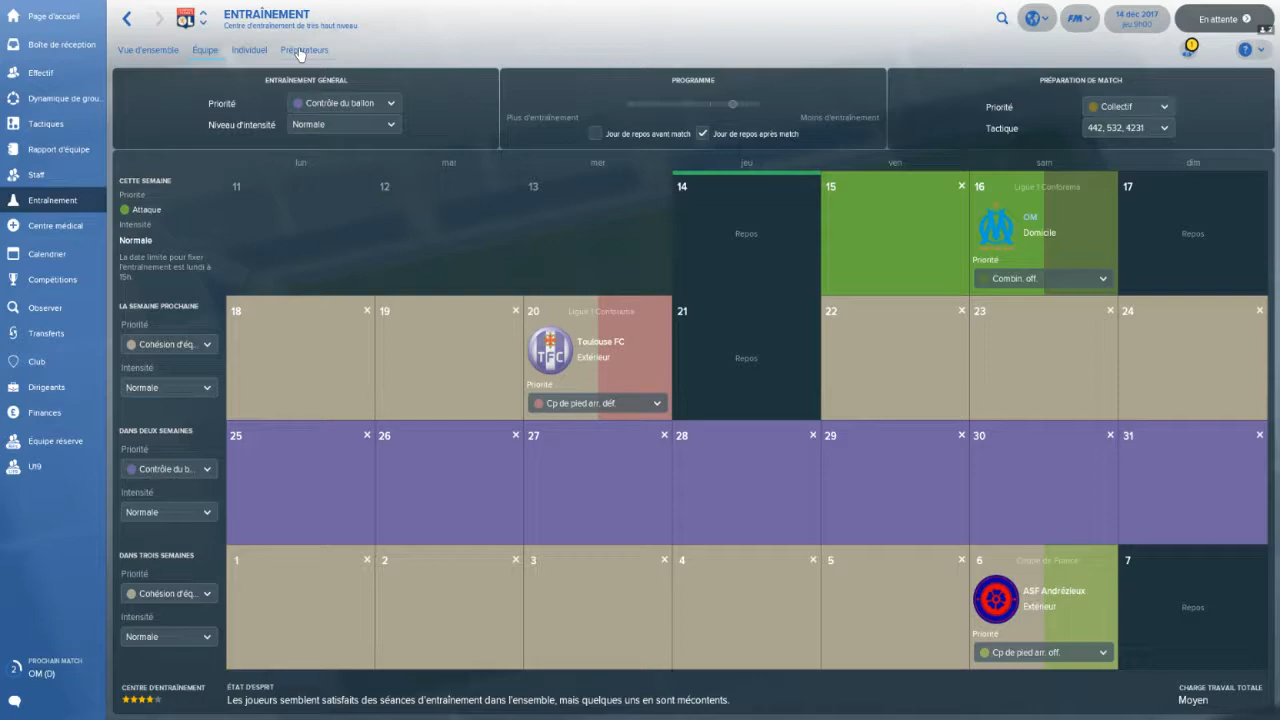 Page d'accueil
Boîte de réception
Effectif
Dynamique de grou...
Tactiques
Rapport d'équipe
Staff
Entraînement
Centre médical
Calendrier
Compétitions
Observer
Transferts
Club
Dirigeants
Finances
Équipe réserve
U19
PROCHAIN MATCH
2
OM (D)
ENTRAÎNEMENT
Centre d'entraînement de très haut niveau.
FM
14 déc 2017
jeu 9h00
En attente
2
1
?
Vue d'ensemble Équipe Individuel Préparateurs
ENTRAÎNEMENT GÉNÉRAL
Priorité Contrôle du ballon
Niveau d'intensité Normale
PROGRAMME
Plus d'entraînement Moins d'entraînement
Jour de repos avant match Jour de repos après match
PRÉPARATION DE MATCH
Priorité Collectif
Tactique 442, 532, 4231
lun mar mer jeu ven sam dim
CETTE SEMAINE
Priorité
Attaque
Intensité
Normale
La date limite pour fixer
l'entraînement est lundi à
15h.
11 12 13 14 15 16 Ligue 1 Conforama 17
OM
Domicile
Repos Repos
Priorité
Combin. off.
LA SEMAINE PROCHAINE
Priorité
Cohésion d'éq...
Intensité
Normale
18 19 20 Ligue 1 Conforama 21 22 23 24
TFC
Toulouse FC
Extérieur
Repos
Priorité
Cp de pied arr. déf.
DANS DEUX SEMAINES
Priorité
Contrôle du b...
Intensité
Normale
25 26 27 28 29 30 31
DANS TROIS SEMAINES
Priorité
Cohésion d'éq...
Intensité
Normale
1 2 3 4 5 6 Coupe de France 7
ASF Andrézieux
Extérieur
Repos
Priorité
Cp de pied arr. off.
CENTRE D'ENTRAÎNEMENT
ÉTAT D'ESPRIT
Les joueurs semblent satisfaits des séances d'entraînement dans l'ensemble, mais quelques uns en sont mécontents.
CHARGE TRAVAIL TOTALE
Moyen